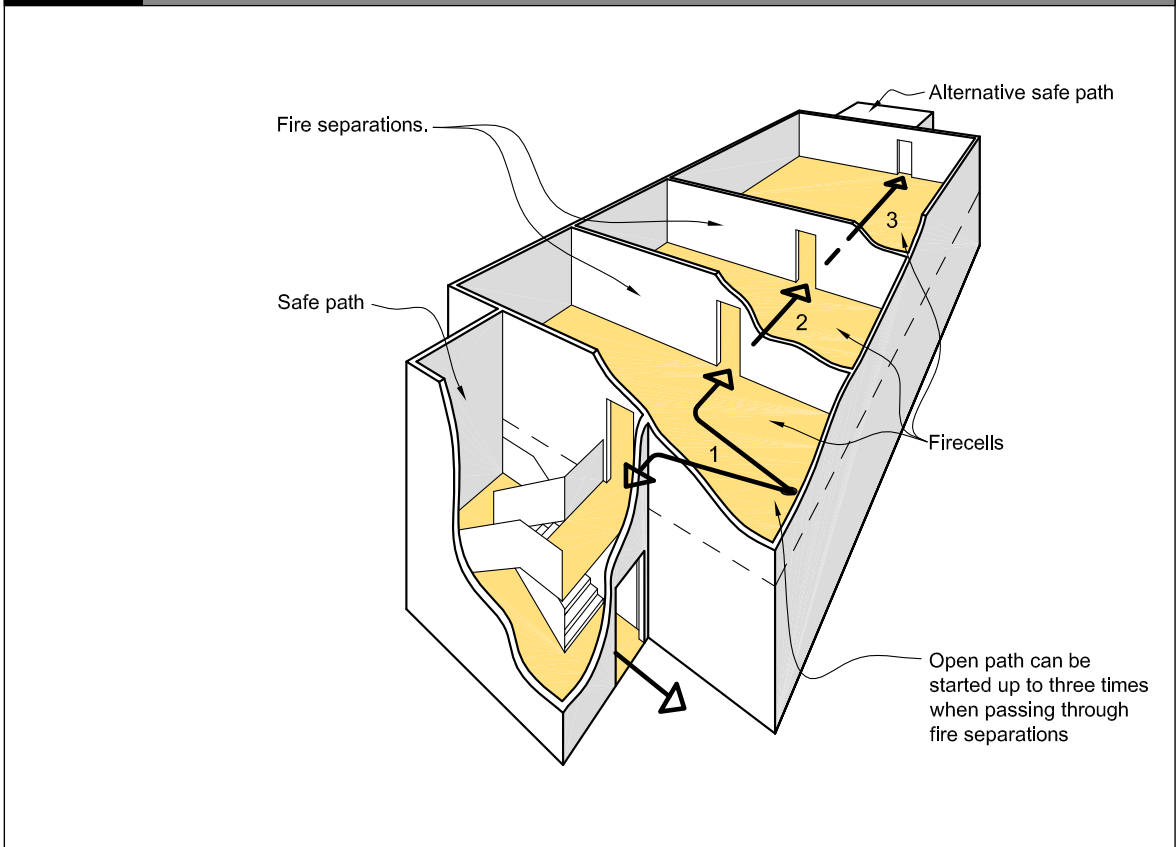 Alternative safe path
Fire separations.
3
Safe path
2
Firecells
1
Open path can be
started up to three times
when passing through
fire separations